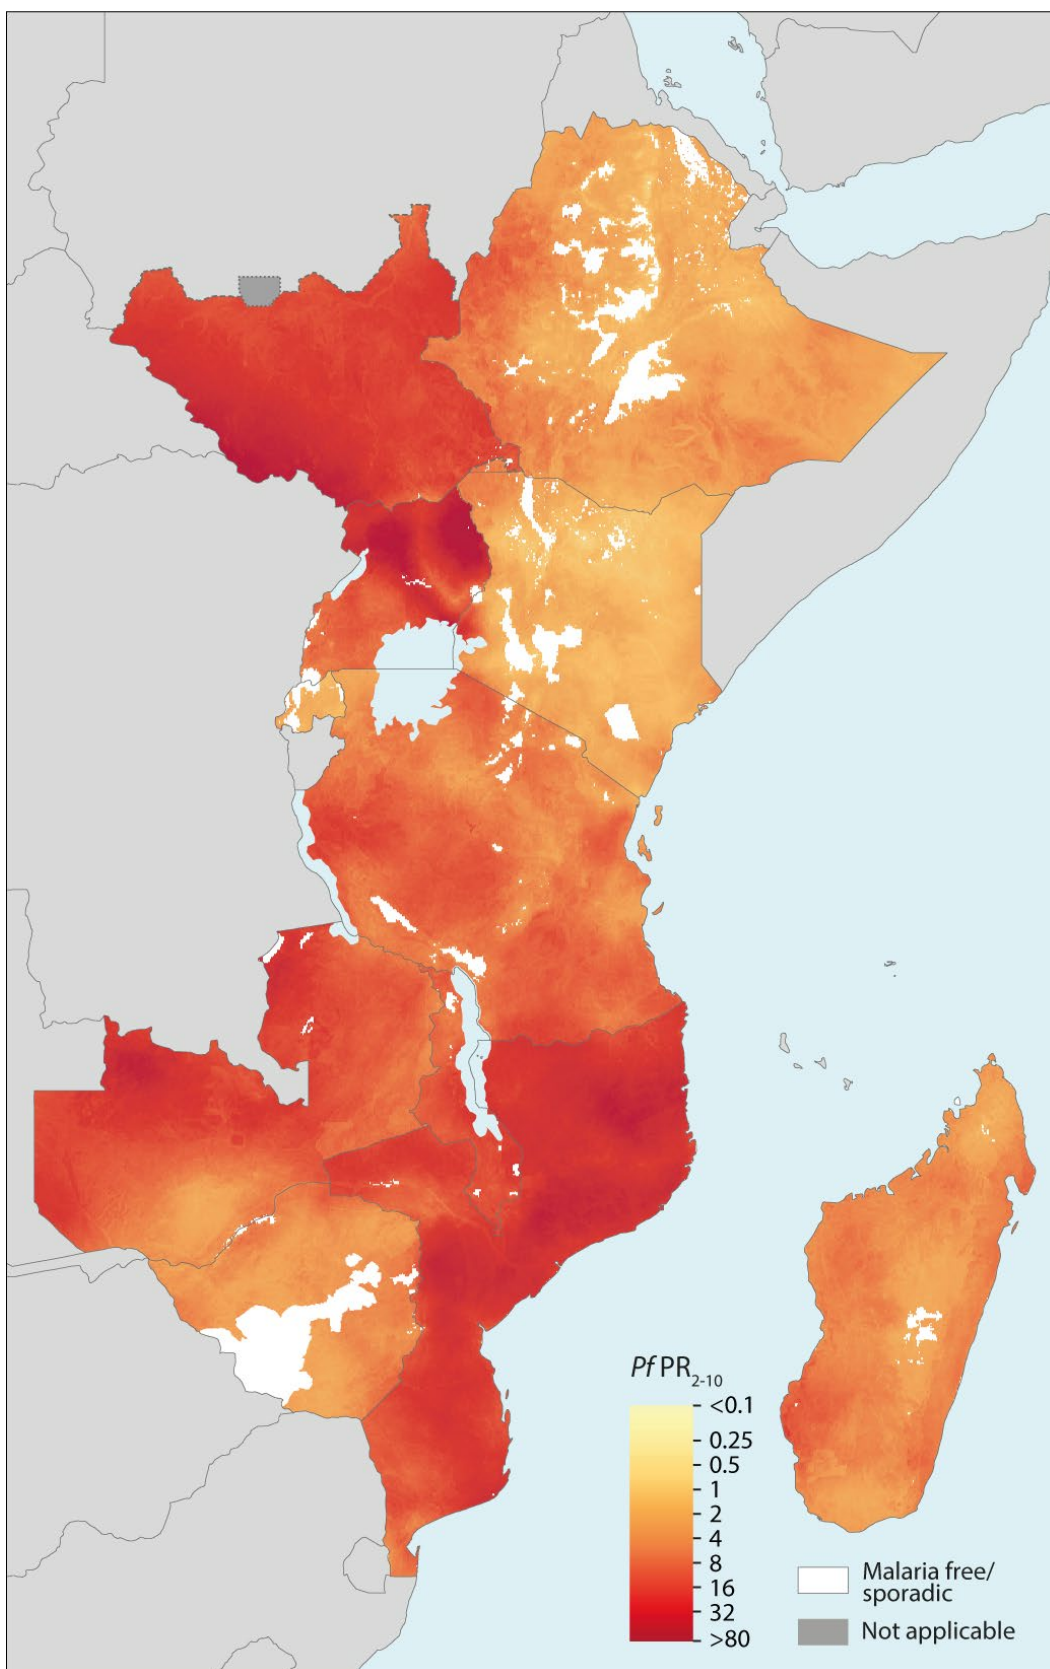 Pf PR2-10
<0.1
0.25
0.5
1
2
4
8
16
32
>80
Malaria free/
sporadic
Not applicable